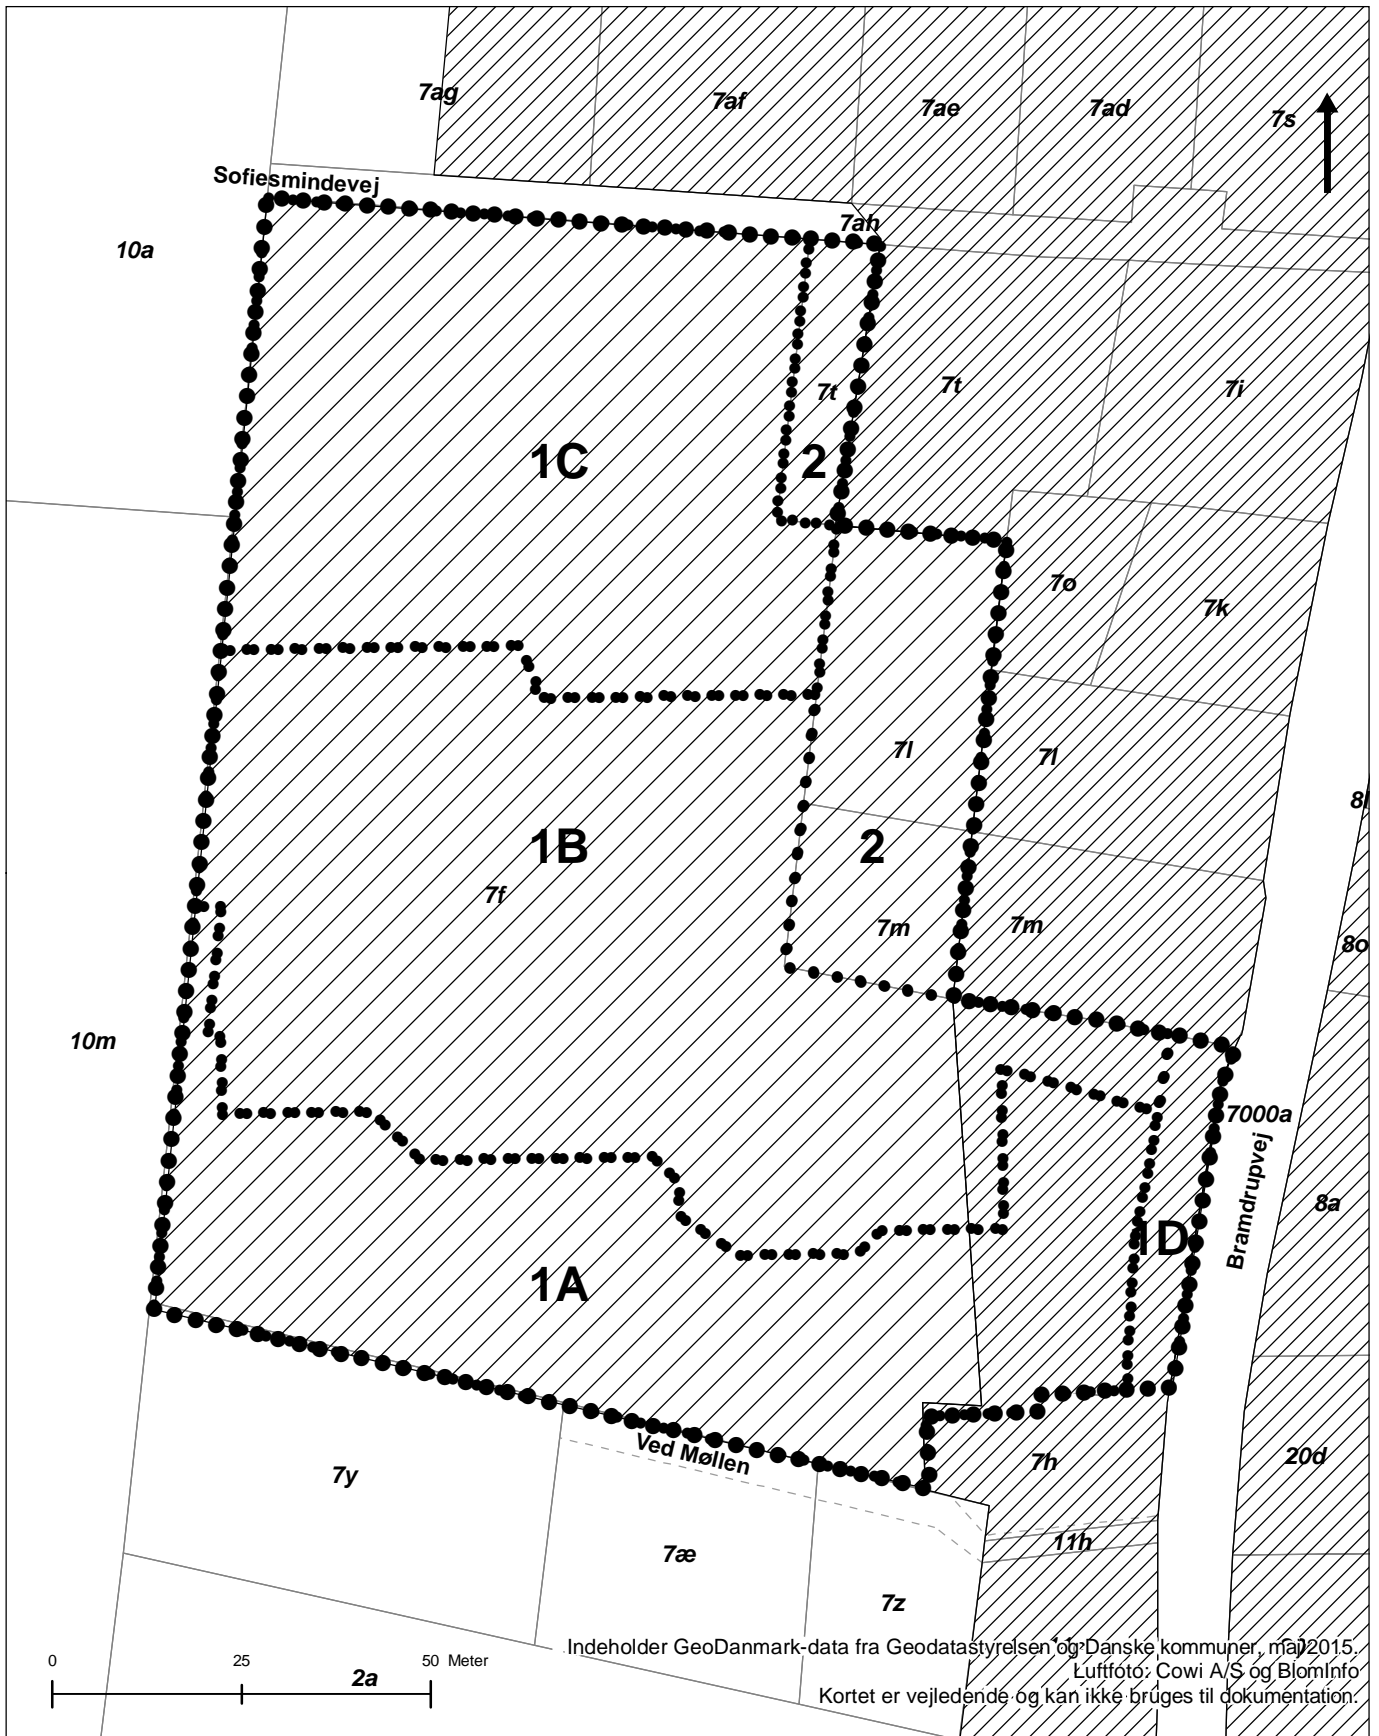 7ag
7af
7ae
7ad
7s
Sofiesmindevej
7ah
10a
7t
7t
7i
1C
2
7o
7k
7l
7l
8l
1B
2
7f
7m
7m
8o
10m
7000a
Bramdrupvej
8a
1D
1A
Ved Møllen
7y
7h
20d
7æ
11h
7z
Indeholder GeoDanmark-data fra Geodatastyrelsen og Danske kommuner, maj 2015.
Luftfoto: Cowi A/S og BlomInfo
Kortet er vejledende og kan ikke bruges til dokumentation.
0 25 50 Meter
2a